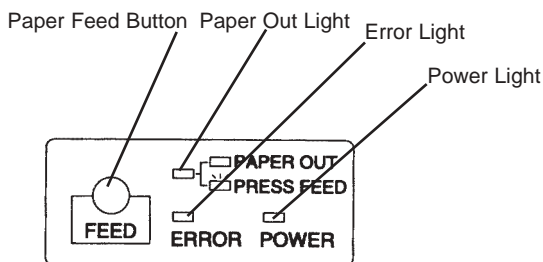 Paper Feed Button
Paper Out Light
Error Light
Power Light
PAPER OUT
PRESS FEED
FEED
ERROR
POWER